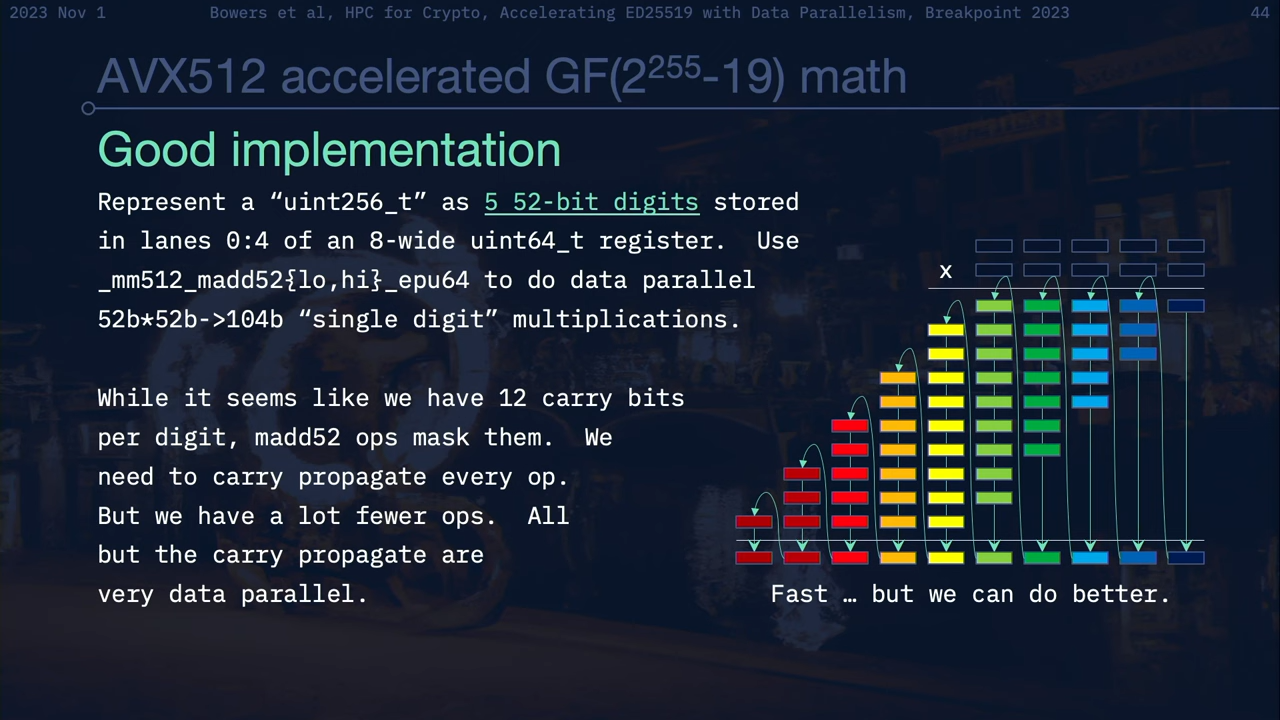 2023 Nov 1 Bowers et al, HPC for Crypto, Accelerating ED25519 with Data Parallelism, Breakpoint 2023 44
AVX512 accelerated GF(2²⁵⁵-19) math
Good implementation
Represent a “uint256_t” as 5 52-bit digits stored
in lanes 0:4 of an 8-wide uint64_t register. Use
_mm512_madd52{lo,hi}_epu64 to do data parallel
52b*52b->104b “single digit” multiplications.
While it seems like we have 12 carry bits
per digit, madd52 ops mask them. We
need to carry propagate every op.
But we have a lot fewer ops. All
but the carry propagate are
very data parallel.
x
Fast … but we can do better.